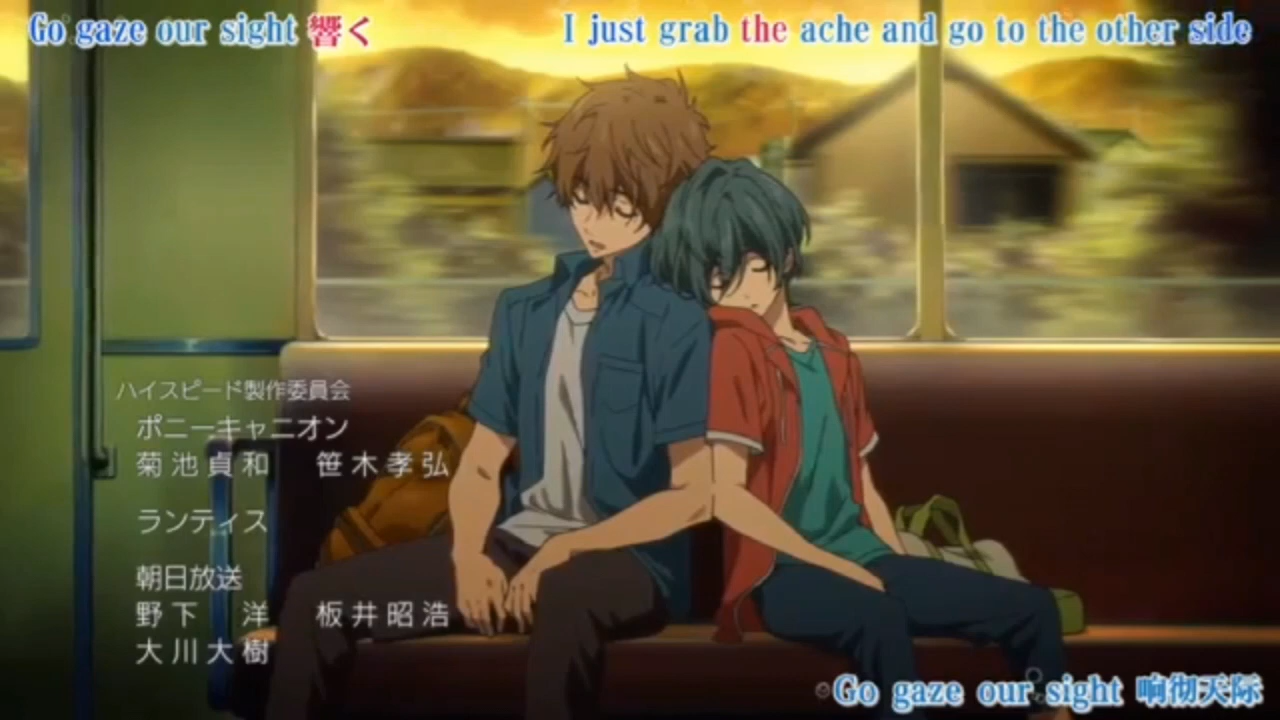 Go gaze our sight 響く
I just grab the ache and go to the other side
ハイスピード製作委員会
ポニーキャニオン
菊池貞和 笹木孝弘
ランティス
朝日放送
野下 洋 板井昭浩
大川大樹
Go gaze our sight 响彻天际